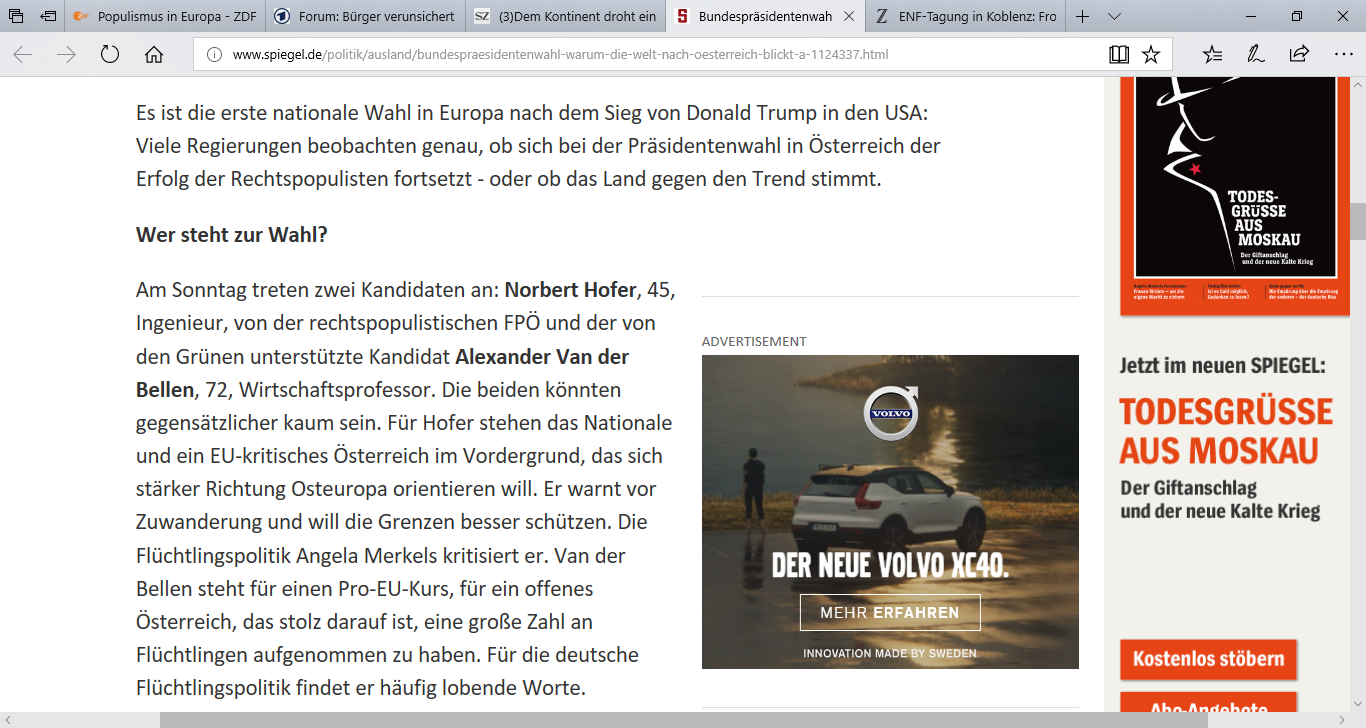 Populismus in Europa - ZDF
Forum: Bürger verunsichert
(3)Dem Kontinent droht ein
Bundespräsidentenwah
ENF-Tagung in Koblenz: Fro
www.spiegel.de/politik/ausland/bundespraesidentenwahl-warum-die-welt-nach-oesterreich-blickt-a-1124337.html
Es ist die erste nationale Wahl in Europa nach dem Sieg von Donald Trump in den USA:
Viele Regierungen beobachten genau, ob sich bei der Präsidentenwahl in Österreich der
Erfolg der Rechtspopulisten fortsetzt - oder ob das Land gegen den Trend stimmt.
Wer steht zur Wahl?
Am Sonntag treten zwei Kandidaten an: Norbert Hofer, 45,
Ingenieur, von der rechtspopulistischen FPÖ und der von
den Grünen unterstützte Kandidat Alexander Van der
Bellen, 72, Wirtschaftsprofessor. Die beiden könnten
gegensätzlicher kaum sein. Für Hofer stehen das Nationale
und ein EU-kritisches Österreich im Vordergrund, das sich
stärker Richtung Osteuropa orientieren will. Er warnt vor
Zuwanderung und will die Grenzen besser schützen. Die
Flüchtlingspolitik Angela Merkels kritisiert er. Van der
Bellen steht für einen Pro-EU-Kurs, für ein offenes
Österreich, das stolz darauf ist, eine große Zahl an
Flüchtlingen aufgenommen zu haben. Für die deutsche
Flüchtlingspolitik findet er häufig lobende Worte.
ADVERTISEMENT
VOLVO
DER NEUE VOLVO XC40.
MEHR ERFAHREN
INNOVATION MADE BY SWEDEN.
TODES-
GRÜSSE
AUS
MOSKAU
Der Giftanschlag
und der neue Kalte Krieg
Jetzt im neuen SPIEGEL:
TODESGRÜSSE
AUS MOSKAU
Der Giftanschlag
und der neue Kalte Krieg
Kostenlos stöbern
Abo-Angebote